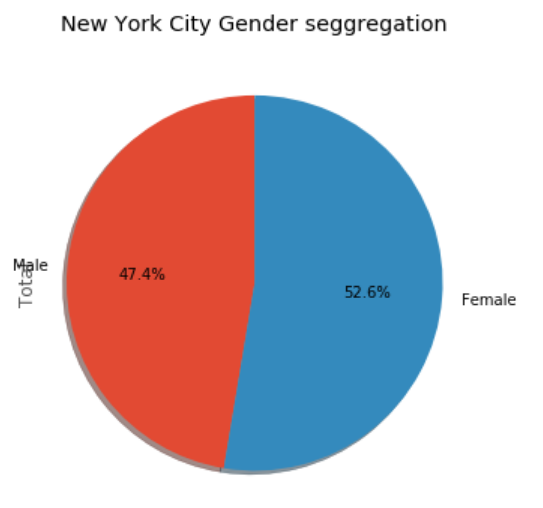 New York City Gender seggregation
Male
Total
47.4%
52.6%
Female